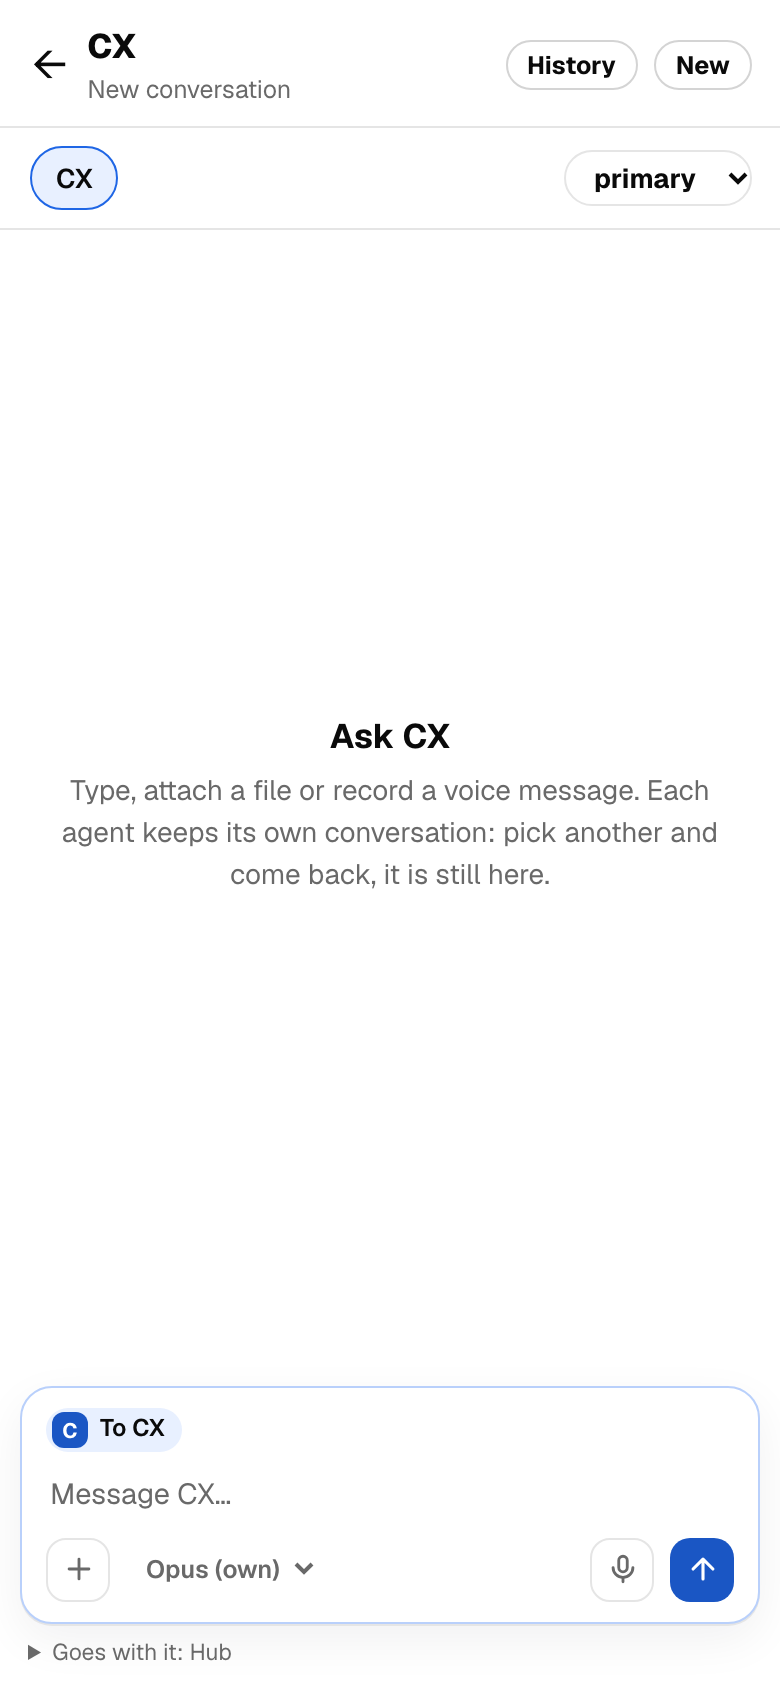 CX
New conversation
History
New
CX
primary
Ask CX
Type, attach a file or record a voice message. Each
agent keeps its own conversation: pick another and
come back, it is still here.
C
To CX
Message CX...
Opus (own)
Goes with it: Hub